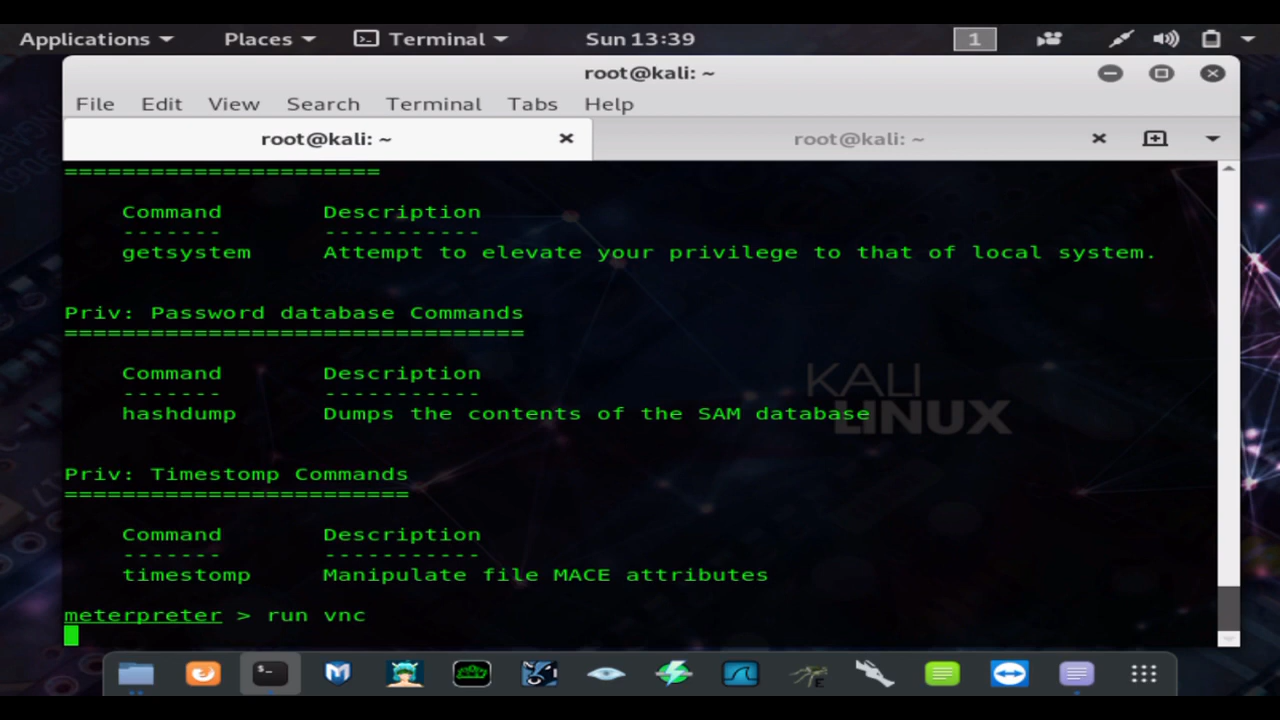 Applications Places Terminal Sun 13:39 1
root@kali: ~
File Edit View Search Terminal Tabs Help
root@kali: ~ root@kali: ~
======================
Command Description
------- -----------
getsystem Attempt to elevate your privilege to that of local system.
Priv: Password database Commands
================================
Command Description
------- -----------
hashdump Dumps the contents of the SAM database
KALI
LINUX
Priv: Timestomp Commands
========================
Command Description
------- -----------
timestomp Manipulate file MACE attributes
meterpreter > run vnc